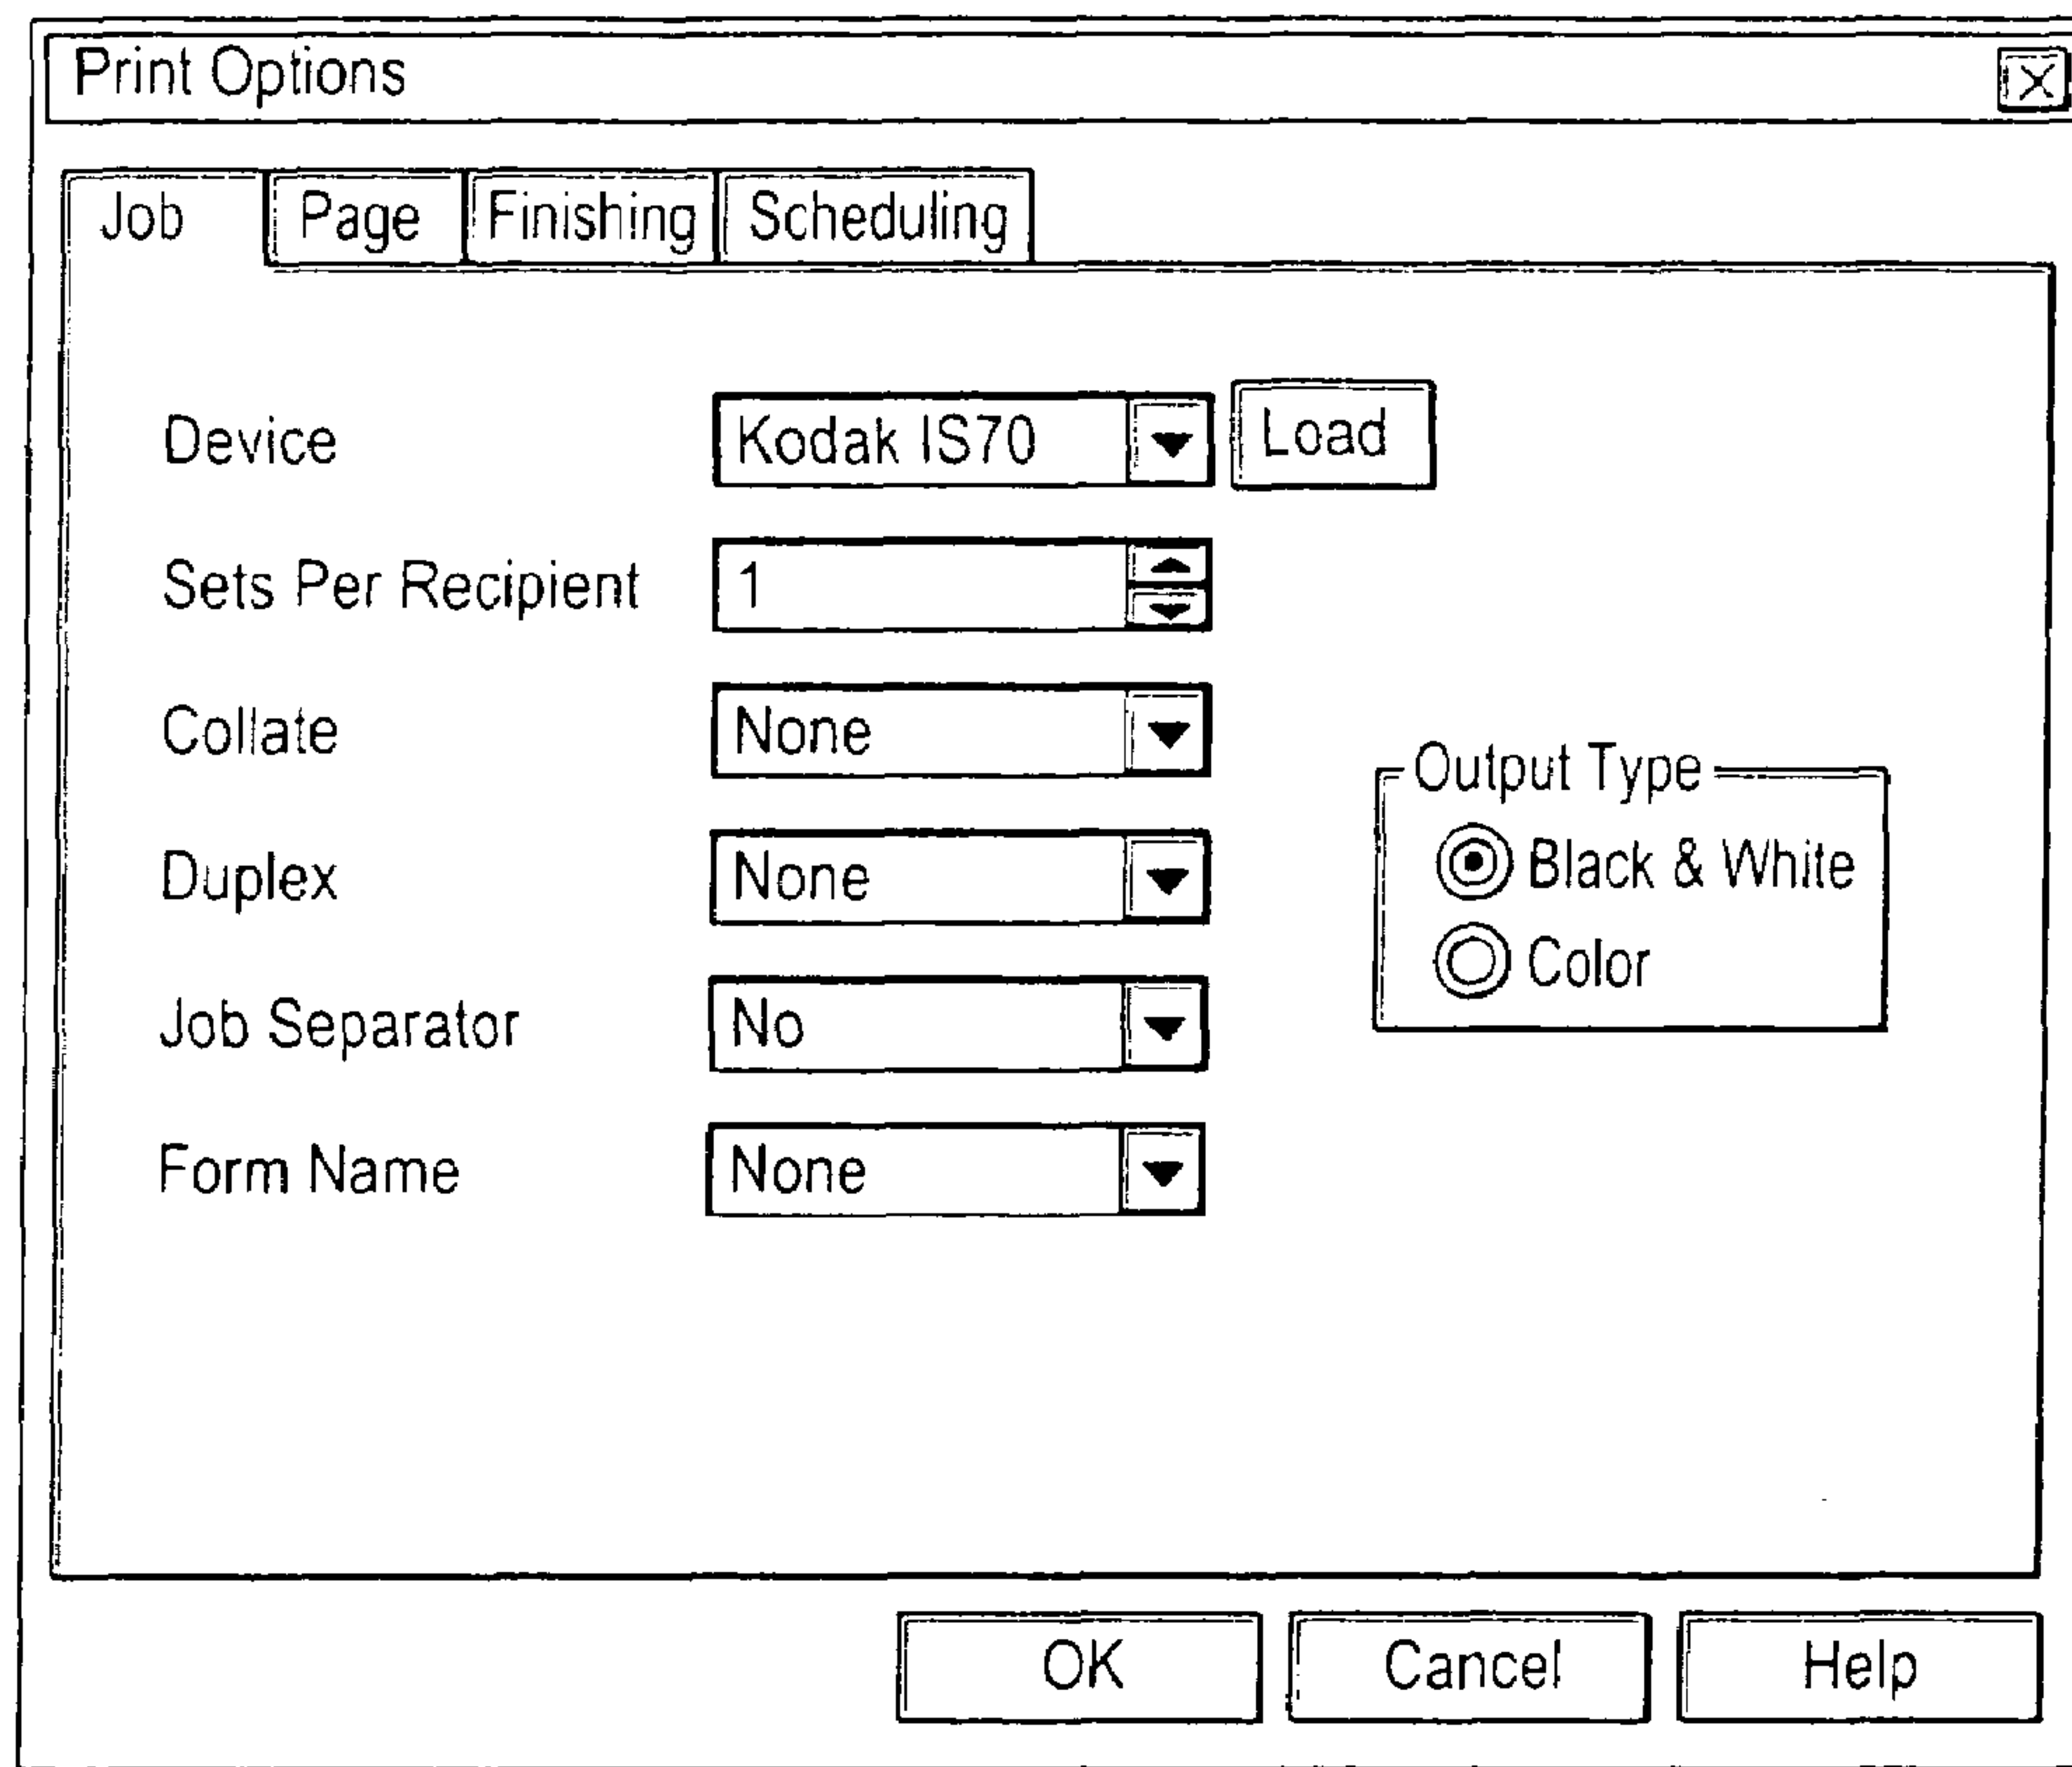 Print Options
Job Page Finishing Scheduling
Device Kodak IS70 Load
Sets Per Recipient 1
Collate None
Output Type
Black & White
Duplex None
Color
Job Separator No
Form Name None
OK Cancel Help